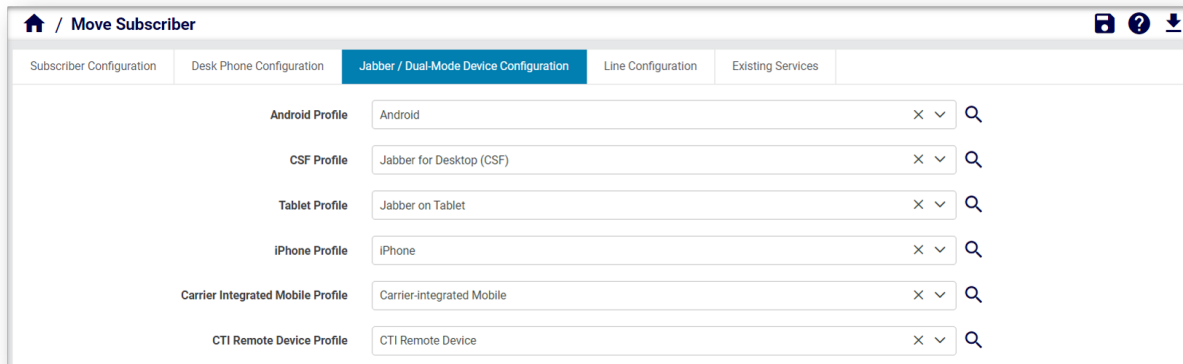 / Move Subscriber
Subscriber Configuration Desk Phone Configuration Jabber / Dual-Mode Device Configuration Line Configuration Existing Services
Android Profile Android
CSF Profile Jabber for Desktop (CSF)
Tablet Profile Jabber on Tablet
iPhone Profile iPhone
Carrier Integrated Mobile Profile Carrier-integrated Mobile
CTI Remote Device Profile CTI Remote Device